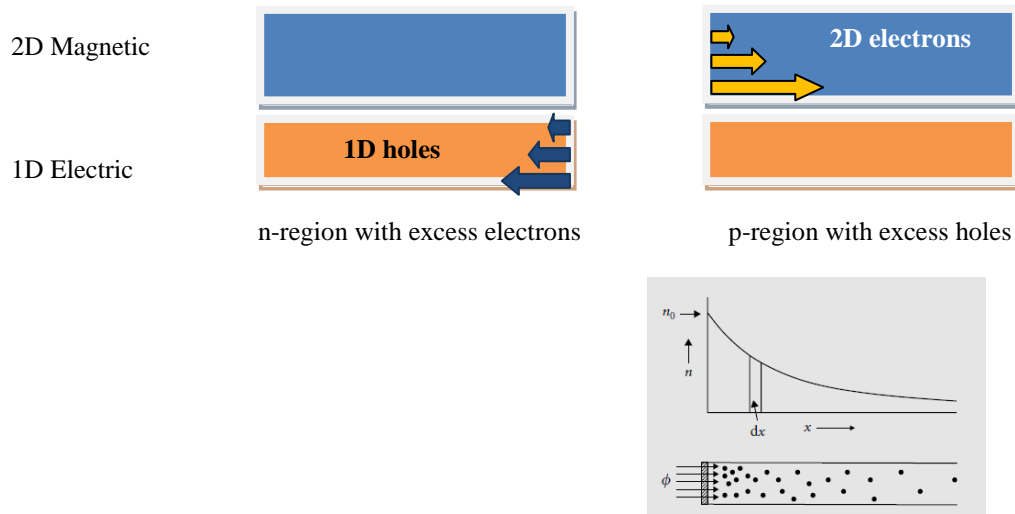 2D Magnetic
2D electrons
1D Electric
1D holes
n-region with excess electrons
p-region with excess holes
n₀
n
dx
x
ϕ